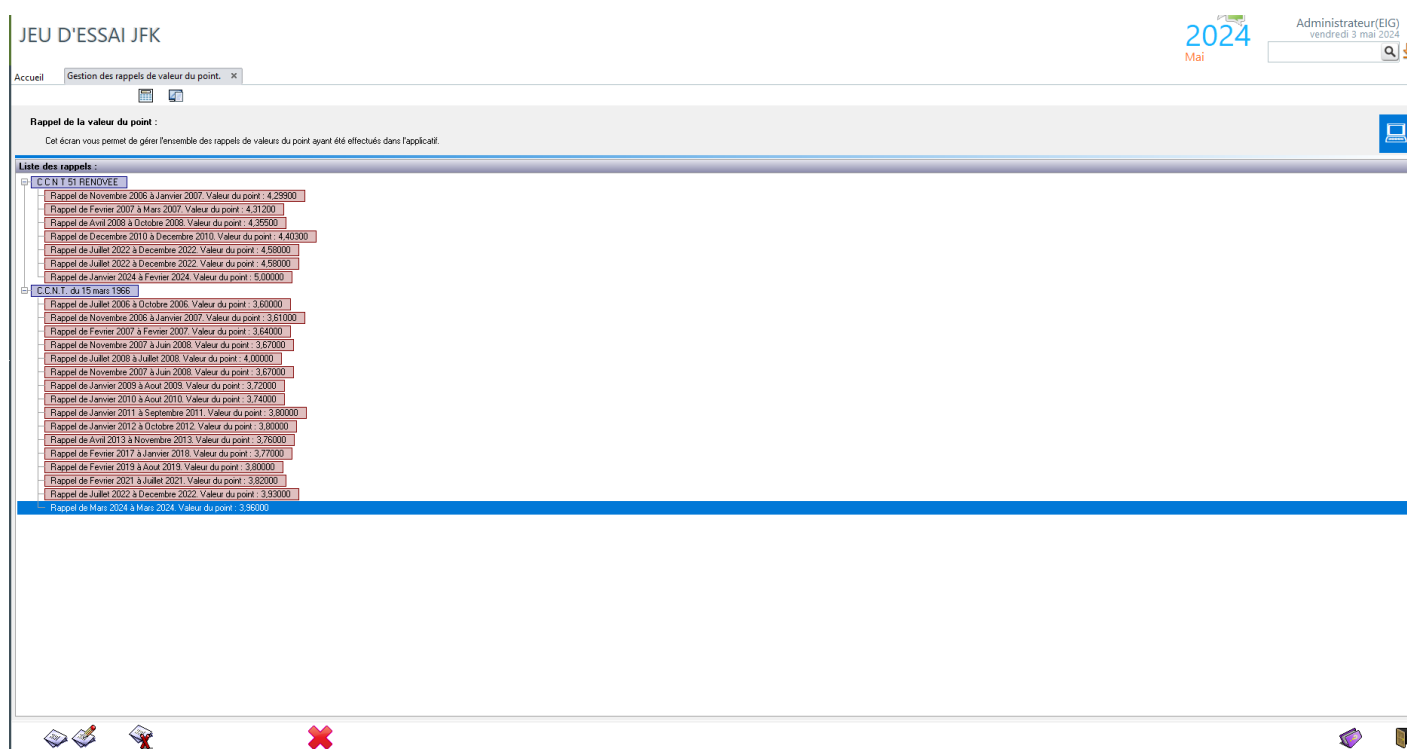 JEU D'ESSAI JFK
2024
Mai
Administrateur(EIG)
vendredi 3 mai 2024
Accueil
Gestion des rappels de valeur du point. ×
Rappel de la valeur du point :
Cet écran vous permet de gérer l'ensemble des rappels de valeurs du point ayant été effectués dans l'applicatif.
Liste des rappels :
C C N T 51 RENOVEE
Rappel de Novembre 2006 à Janvier 2007. Valeur du point : 4,29900
Rappel de Fevrier 2007 à Mars 2007. Valeur du point : 4,31200
Rappel de Avril 2008 à Octobre 2008. Valeur du point : 4,35500
Rappel de Decembre 2010 à Decembre 2010. Valeur du point : 4,40300
Rappel de Juillet 2022 à Decembre 2022. Valeur du point : 4,58000
Rappel de Juillet 2022 à Decembre 2022. Valeur du point : 4,58000
Rappel de Janvier 2024 à Fevrier 2024. Valeur du point : 5,00000
C.C.N.T. du 15 mars 1966
Rappel de Juillet 2006 à Octobre 2006. Valeur du point : 3,60000
Rappel de Novembre 2006 à Janvier 2007. Valeur du point : 3,61000
Rappel de Fevrier 2007 à Fevrier 2007. Valeur du point : 3,64000
Rappel de Novembre 2007 à Juin 2008. Valeur du point : 3,67000
Rappel de Juillet 2008 à Juillet 2008. Valeur du point : 4,00000
Rappel de Novembre 2007 à Juin 2008. Valeur du point : 3,67000
Rappel de Janvier 2009 à Aout 2009. Valeur du point : 3,72000
Rappel de Janvier 2010 à Aout 2010. Valeur du point : 3,74000
Rappel de Janvier 2011 à Septembre 2011. Valeur du point : 3,80000
Rappel de Janvier 2012 à Octobre 2012. Valeur du point : 3,80000
Rappel de Avril 2013 à Novembre 2013. Valeur du point : 3,76000
Rappel de Fevrier 2017 à Janvier 2018. Valeur du point : 3,77000
Rappel de Fevrier 2019 à Aout 2019. Valeur du point : 3,80000
Rappel de Fevrier 2021 à Juillet 2021. Valeur du point : 3,82000
Rappel de Juillet 2022 à Decembre 2022. Valeur du point : 3,93000
Rappel de Mars 2024 à Mars 2024. Valeur du point : 3,96000